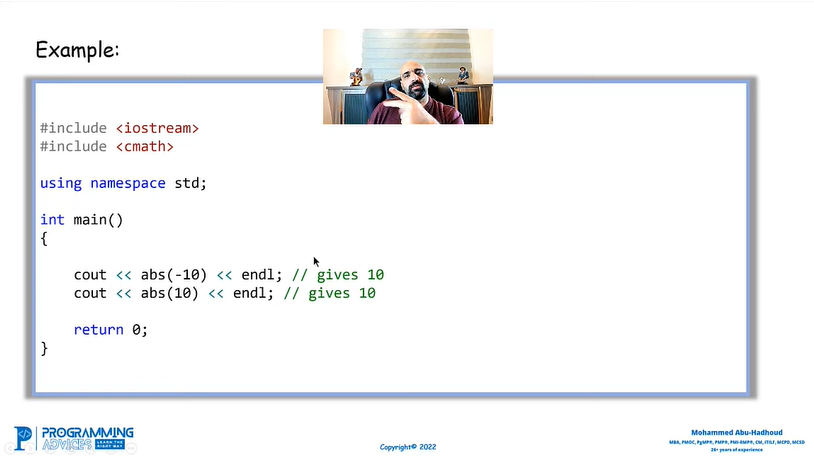 Example:
#include <iostream>
#include <cmath>
using namespace std;
int main()
{
cout << abs(-10) << endl; // gives 10
cout << abs(10) << endl; // gives 10
return 0;
}
PROGRAMMING
ADVICES LEARN THE RIGHT WAY
Copyright© 2022
Mohammed Abu-Hadhoud
MBA, PMOC, PgMP®, PMP®, PMI-RMP®, CM, ITILF, MCPD, MCSD
26+ years of experience